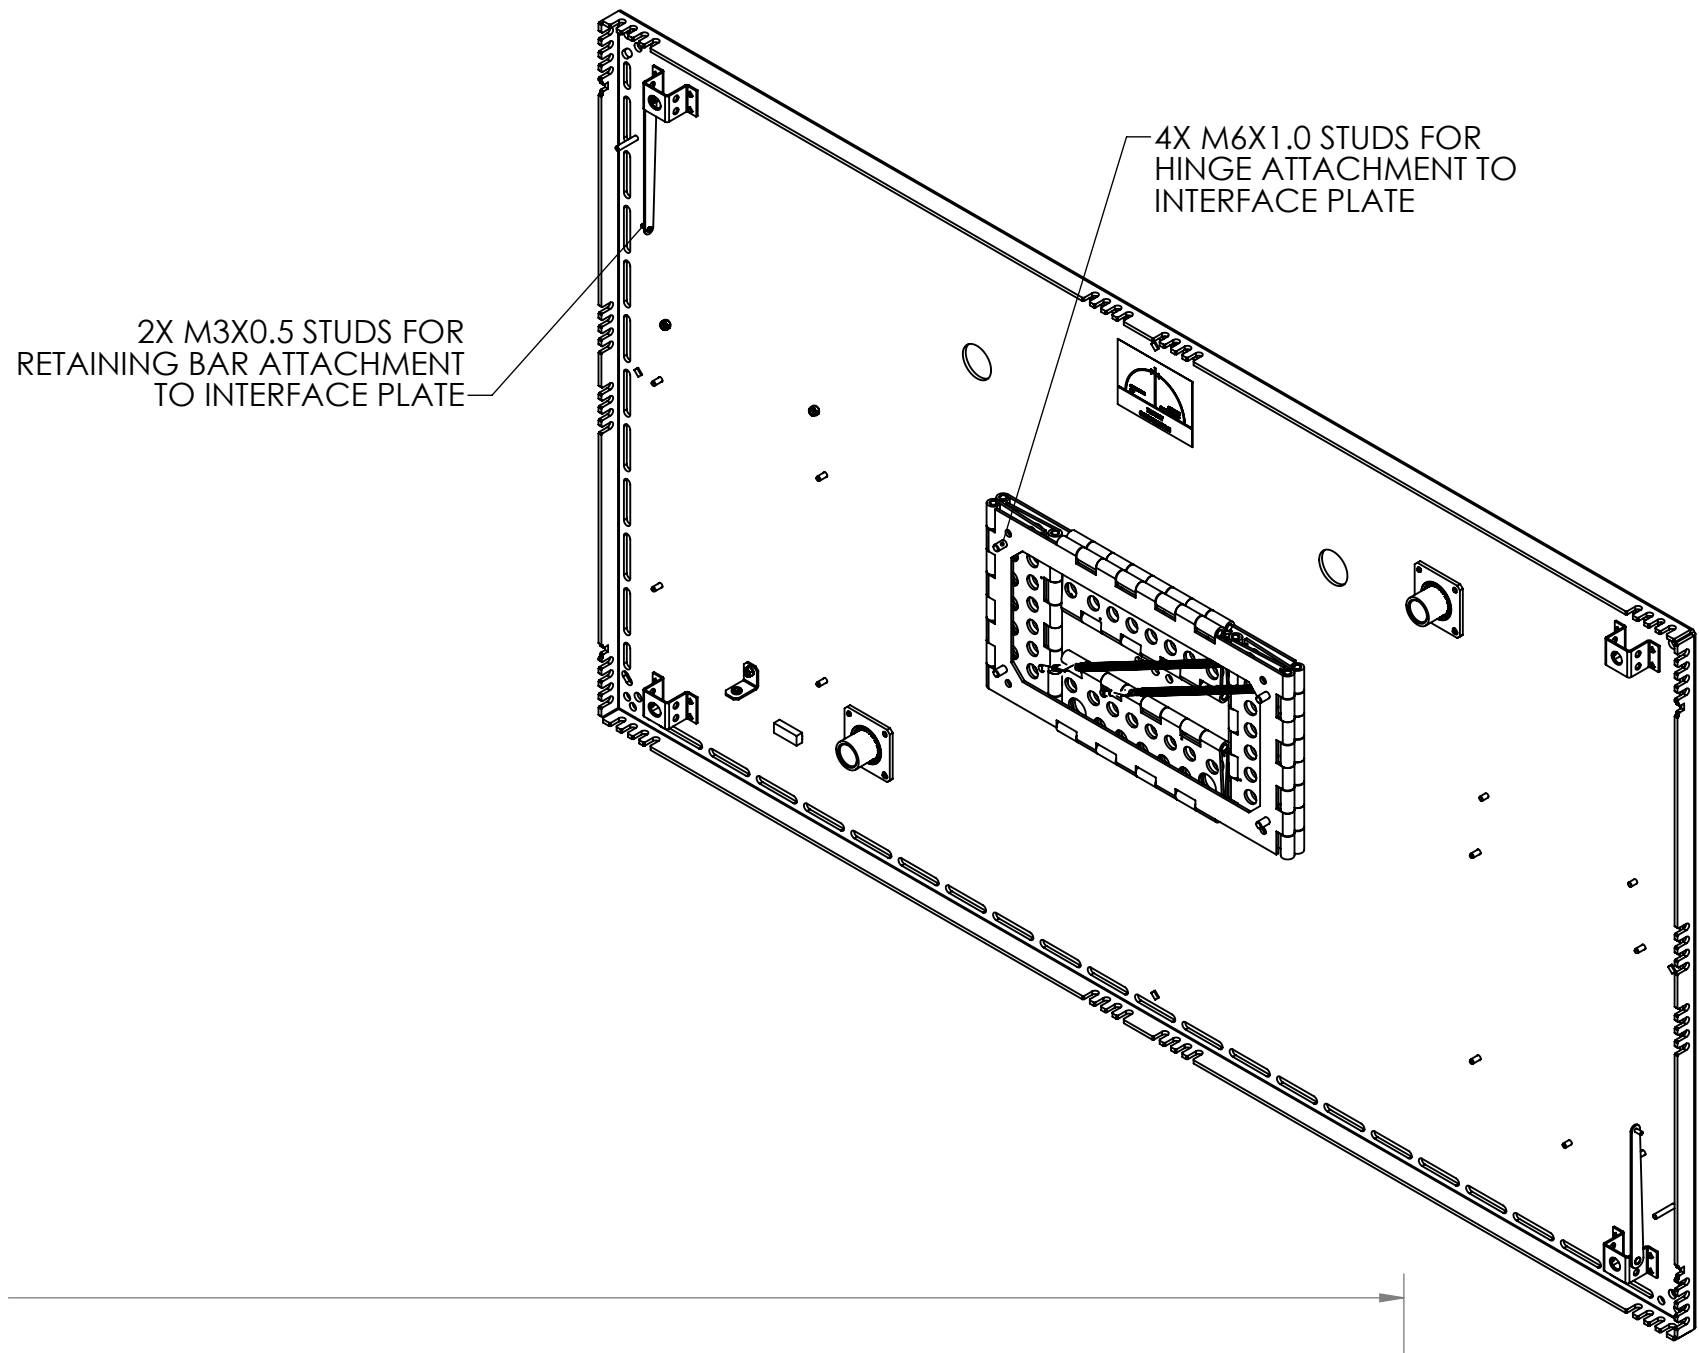 4X M6X1.0 STUDS FOR
HINGE ATTACHMENT TO
INTERFACE PLATE
2X M3X0.5 STUDS FOR
RETAINING BAR ATTACHMENT
TO INTERFACE PLATE